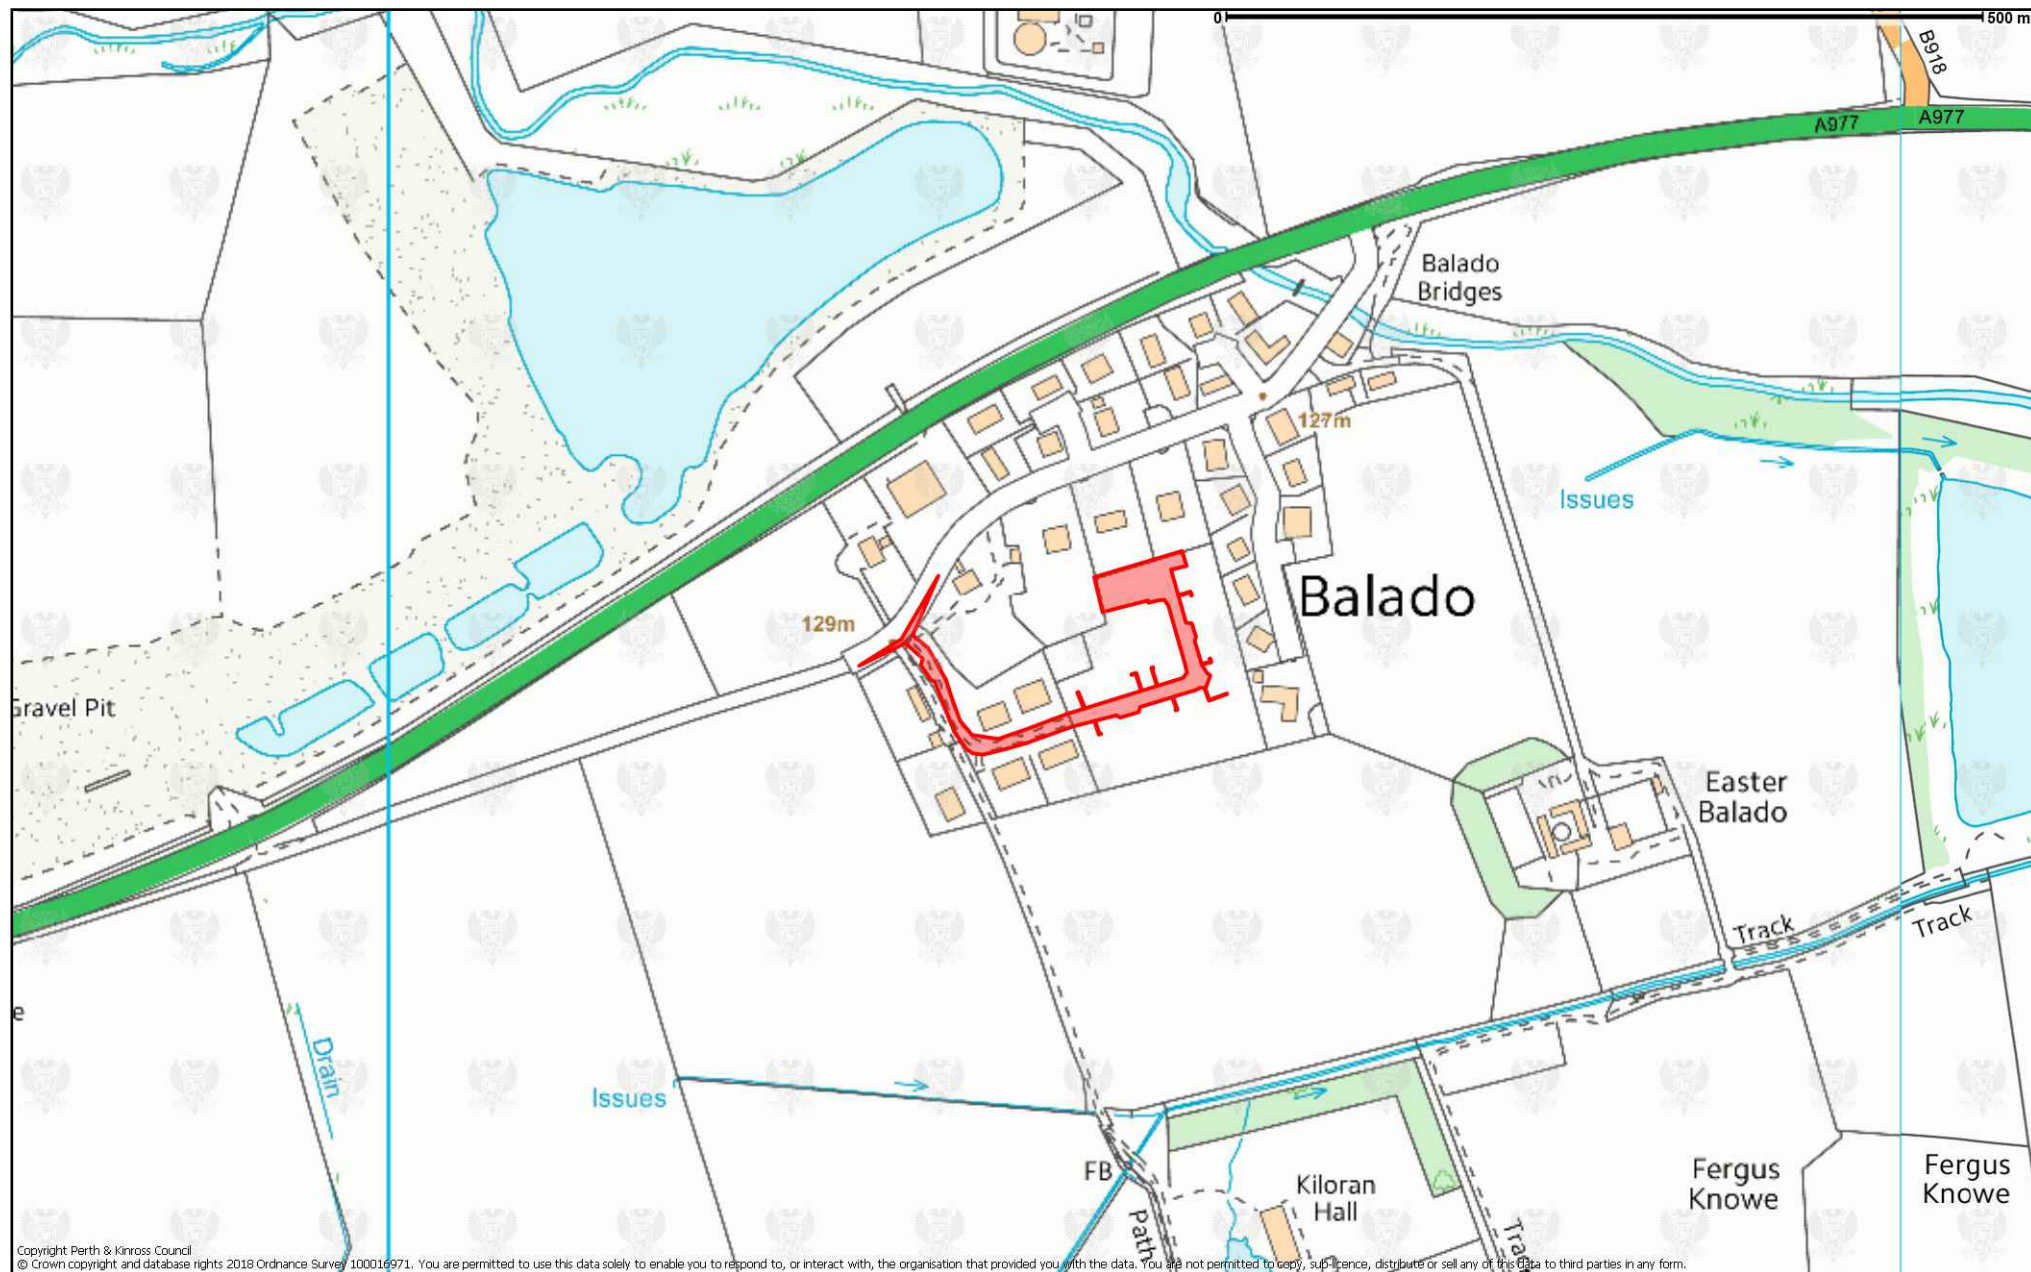 0
500 m
B918
A977
A977
Balado
Bridges
127m
Issues
Balado
129m
Gravel Pit
Easter
Balado
Track
Track
e
Drain
Issues
FB
Path
Kiloran
Hall
Fergus
Knowe
Fergus
Knowe
Copyright Perth & Kinross Council
© Crown copyright and database rights 2018 Ordnance Survey 100016971. You are permitted to use this data solely to enable you to respond to, or interact with, the organisation that provided you with the data. You are not permitted to copy, sub-licence, distribute or sell any of this data to third parties in any form.